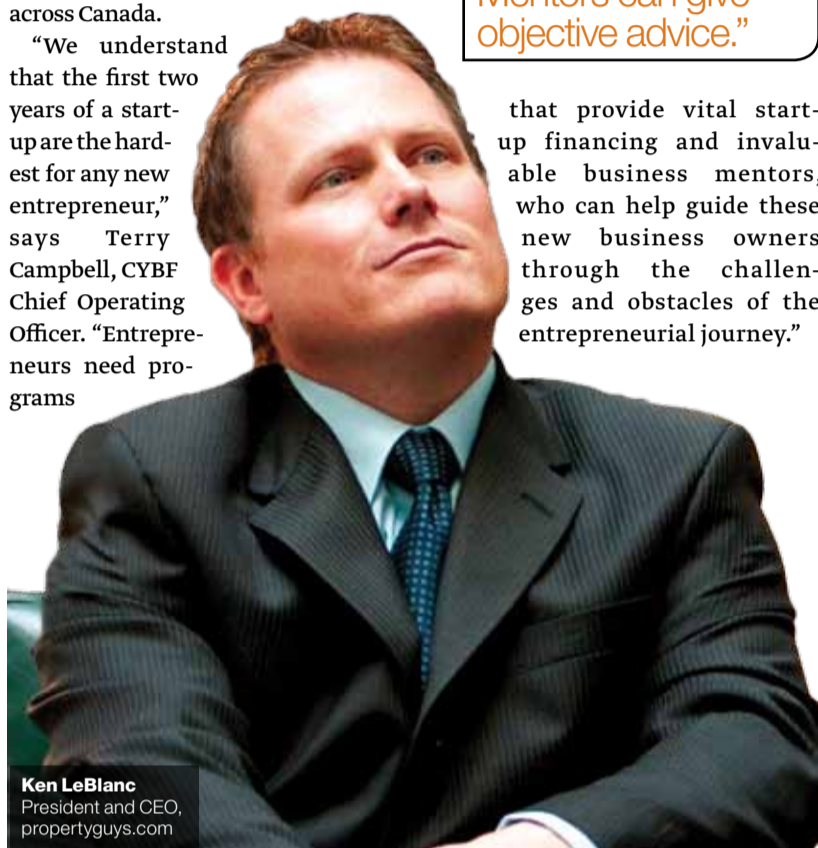 across Canada.
“We understand
that the first two
years of a start-
up are the hard-
est for any new
entrepreneur,”
says Terry
Campbell, CYBF
Chief Operating
Officer. “Entrepre-
neurs need pro-
grams
objective advice.”
that provide vital start-
up financing and invalu-
able business mentors,
who can help guide these
new business owners
through the challen-
ges and obstacles of the
entrepreneurial journey.”
Ken LeBlanc
President and CEO,
propertyguys.com